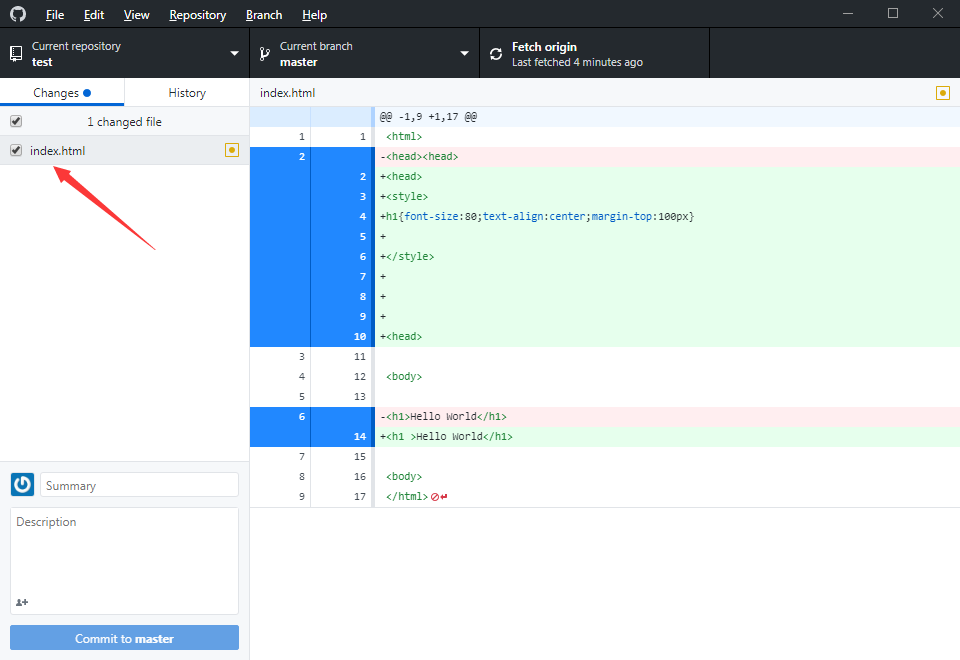 File Edit View Repository Branch Help
Current repository
test
Current branch
master
Fetch origin
Last fetched 4 minutes ago
Changes
History
index.html
1 changed file
index.html
@@ -1,9 +1,17 @@
1 1 <html>
2 -<head><head>
2 +<head>
3 +<style>
4 +h1{font-size:80;text-align:center;margin-top:100px}
5 +
6 +</style>
7 +
8 +
9 +
10 +<head>
3 11
4 12 <body>
5 13
6 -<h1>Hello World</h1>
14 +<h1 >Hello World</h1>
7 15
8 16 <body>
9 17 </html>
Summary
Description
Commit to master